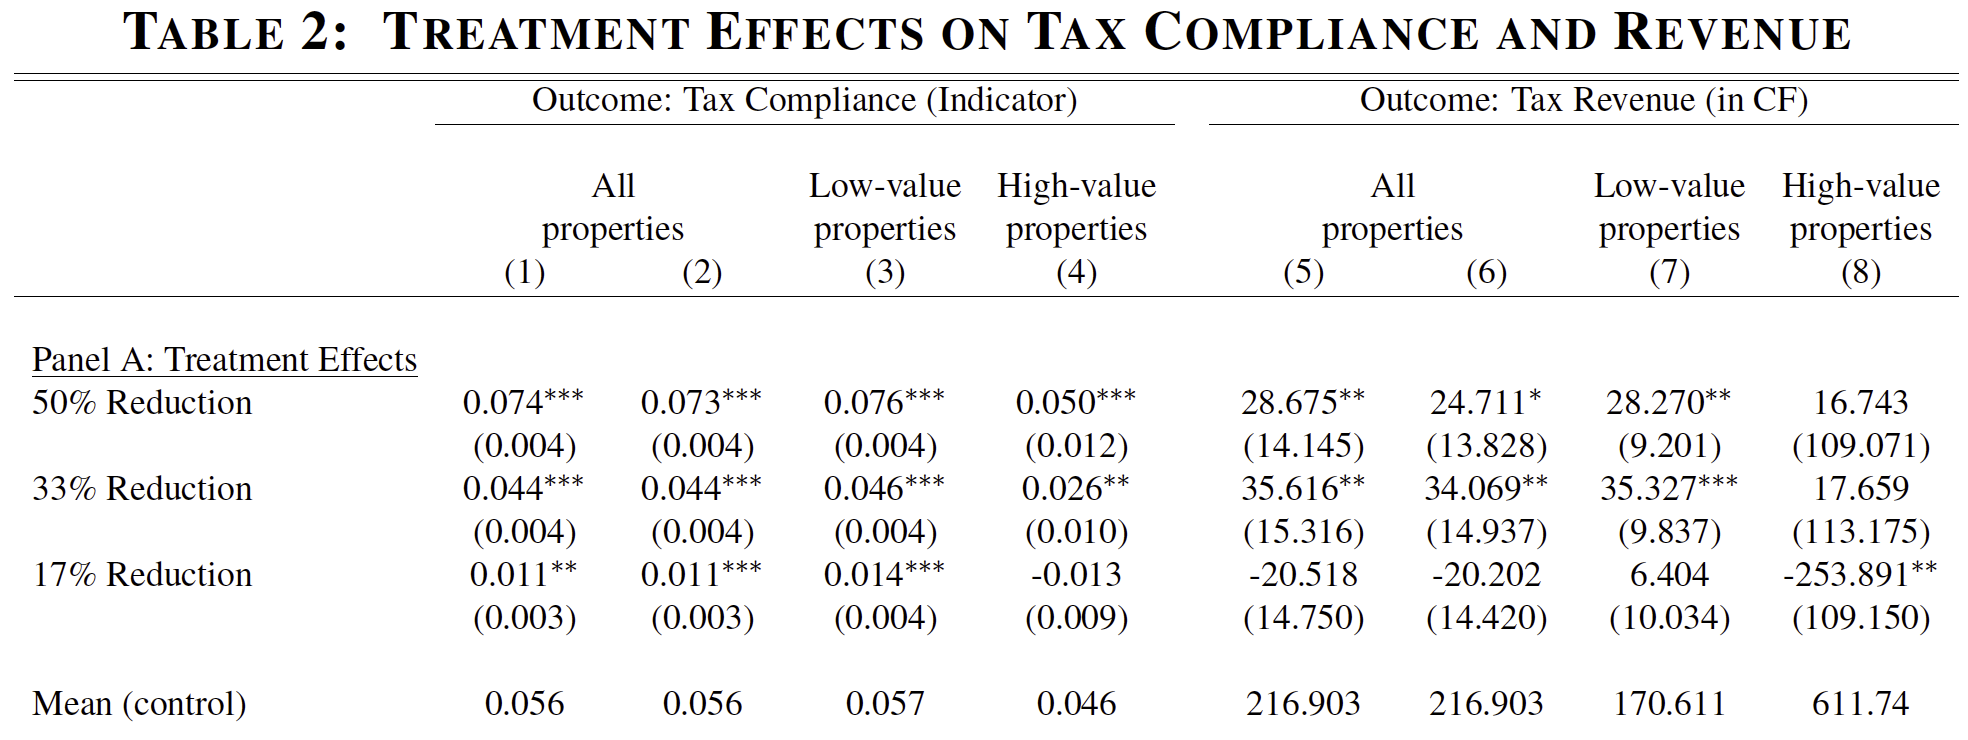 TABLE 2: TREATMENT EFFECTS ON TAX COMPLIANCE AND REVENUE
Outcome: Tax Compliance (Indicator) Outcome: Tax Revenue (in CF)
All Low-value High-value All Low-value High-value
properties properties properties properties properties properties
(1) (2) (3) (4) (5) (6) (7) (8)
Panel A: Treatment Effects
50% Reduction 0.074*** 0.073*** 0.076*** 0.050*** 28.675** 24.711* 28.270** 16.743
(0.004) (0.004) (0.004) (0.012) (14.145) (13.828) (9.201) (109.071)
33% Reduction 0.044*** 0.044*** 0.046*** 0.026** 35.616** 34.069** 35.327*** 17.659
(0.004) (0.004) (0.004) (0.010) (15.316) (14.937) (9.837) (113.175)
17% Reduction 0.011** 0.011*** 0.014*** -0.013 -20.518 -20.202 6.404 -253.891**
(0.003) (0.003) (0.004) (0.009) (14.750) (14.420) (10.034) (109.150)
Mean (control) 0.056 0.056 0.057 0.046 216.903 216.903 170.611 611.74